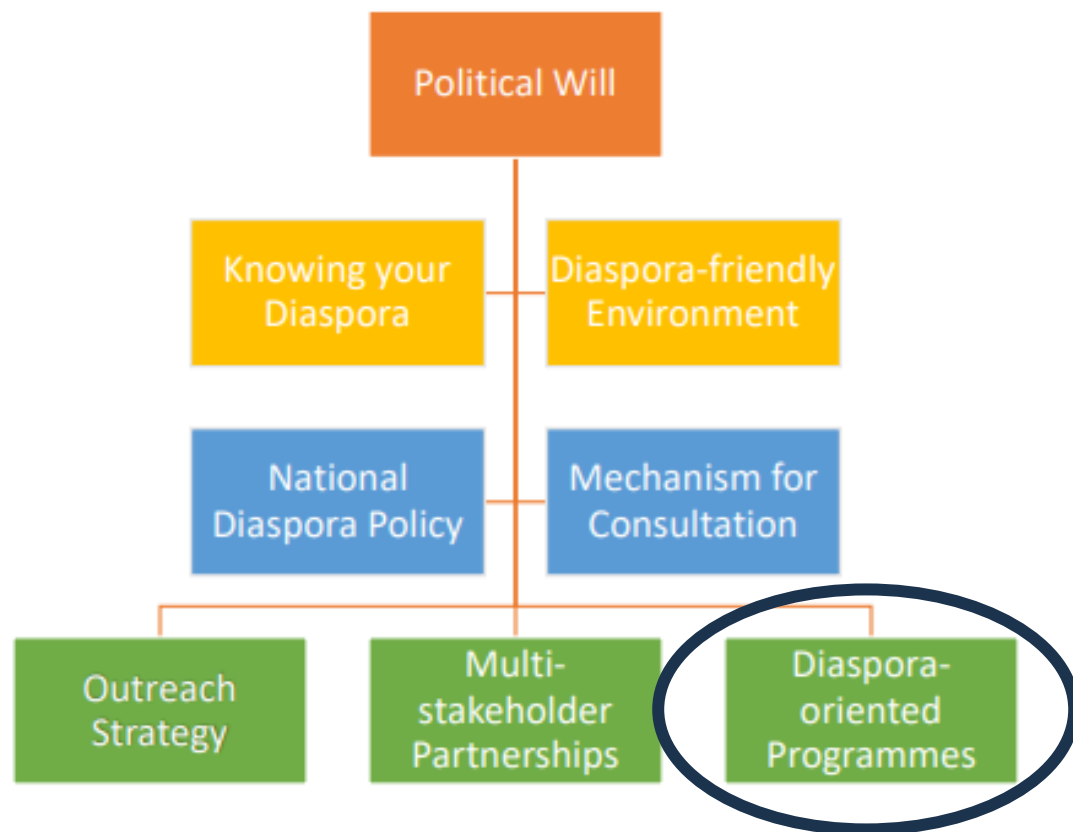 Political Will
Knowing your
Diaspora
Diaspora-friendly
Environment
National
Diaspora Policy
Mechanism for
Consultation
Outreach
Strategy
Multi-
stakeholder
Partnerships
Diaspora-
oriented
Programmes